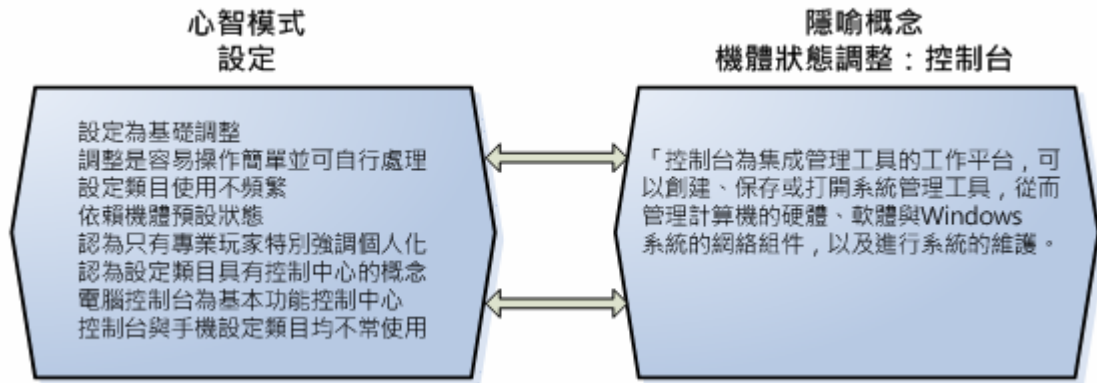 心智模式
設定
設定為基礎調整
調整是容易操作簡單並可自行處理
設定類目使用不頻繁
依賴機體預設狀態
認為只有專業玩家特別強調個人化
認為設定類目具有控制中心的概念
電腦控制台為基本功能控制中心
控制台與手機設定類目均不常使用
隱喻概念
機體狀態調整：控制台
「控制台為集成管理工具的工作平台，可
以創建、保存或打開系統管理工具，從而
管理計算機的硬體、軟體與Windows
系統的網絡組件，以及進行系統的維護。